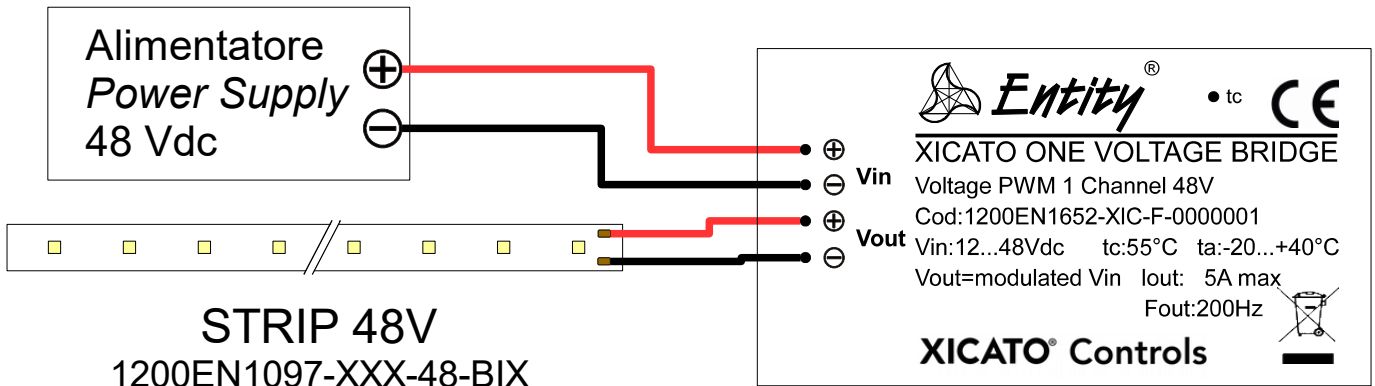 Alimentatore
Power Supply
48 Vdc
+
−
STRIP 48V
1200EN1097-XXX-48-BIX
+
− Vin
+
− Vout
Entity®
• tc CE
XICATO ONE VOLTAGE BRIDGE
Voltage PWM 1 Channel 48V
Cod:1200EN1652-XIC-F-0000001
Vin:12...48Vdc tc:55°C ta:-20...+40°C
Vout=modulated Vin Iout: 5A max
Fout:200Hz
XICATO® Controls